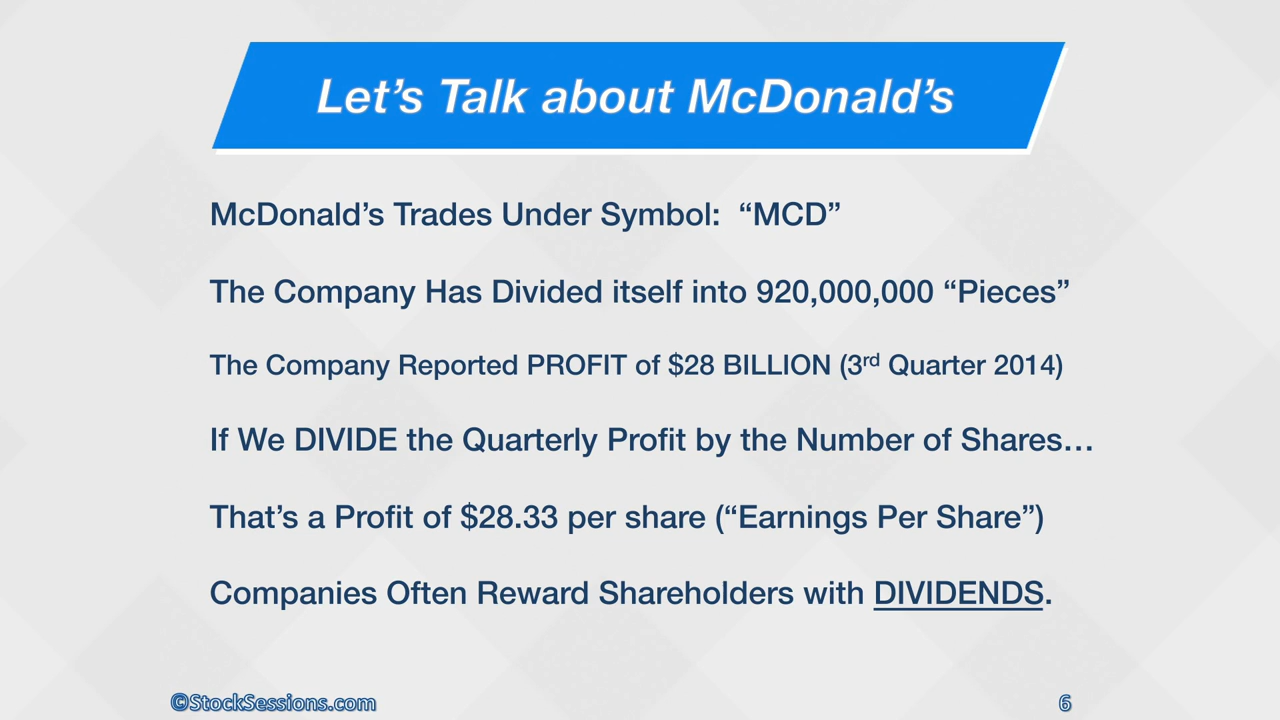 Let’s Talk about McDonald’s
McDonald’s Trades Under Symbol:  “MCD”
The Company Has Divided itself into 920,000,000 “Pieces”
The Company Reported PROFIT of $28 BILLION (3rd Quarter 2014)
If We DIVIDE the Quarterly Profit by the Number of Shares…
That’s a Profit of $28.33 per share (“Earnings Per Share”)
Companies Often Reward Shareholders with DIVIDENDS.
©StockSessions.com
6